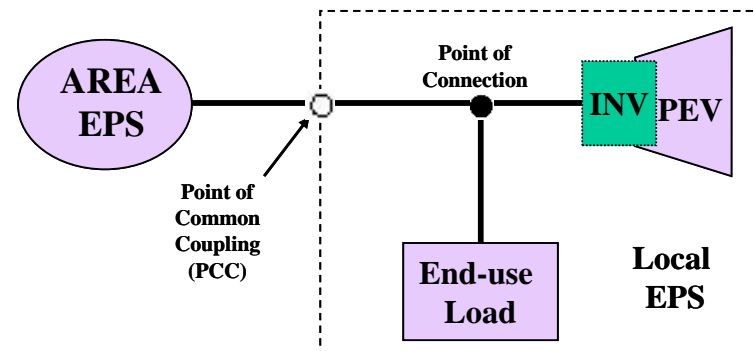 AREA
EPS
Point of
Common
Coupling
(PCC)
Point of
Connection
INV
PEV
End-use
Load
Local
EPS